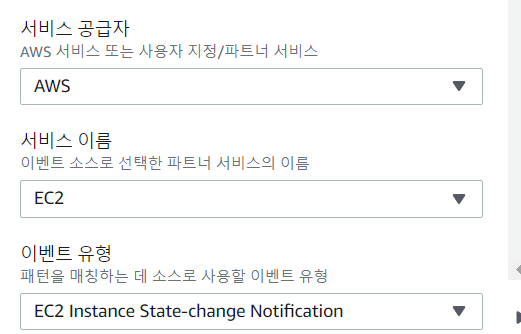 서비스 공급자
AWS 서비스 또는 사용자 지정/파트너 서비스
AWS
서비스 이름
이벤트 소스로 선택한 파트너 서비스의 이름
EC2
이벤트 유형
패턴을 매칭하는 데 소스로 사용할 이벤트 유형
EC2 Instance State-change Notification